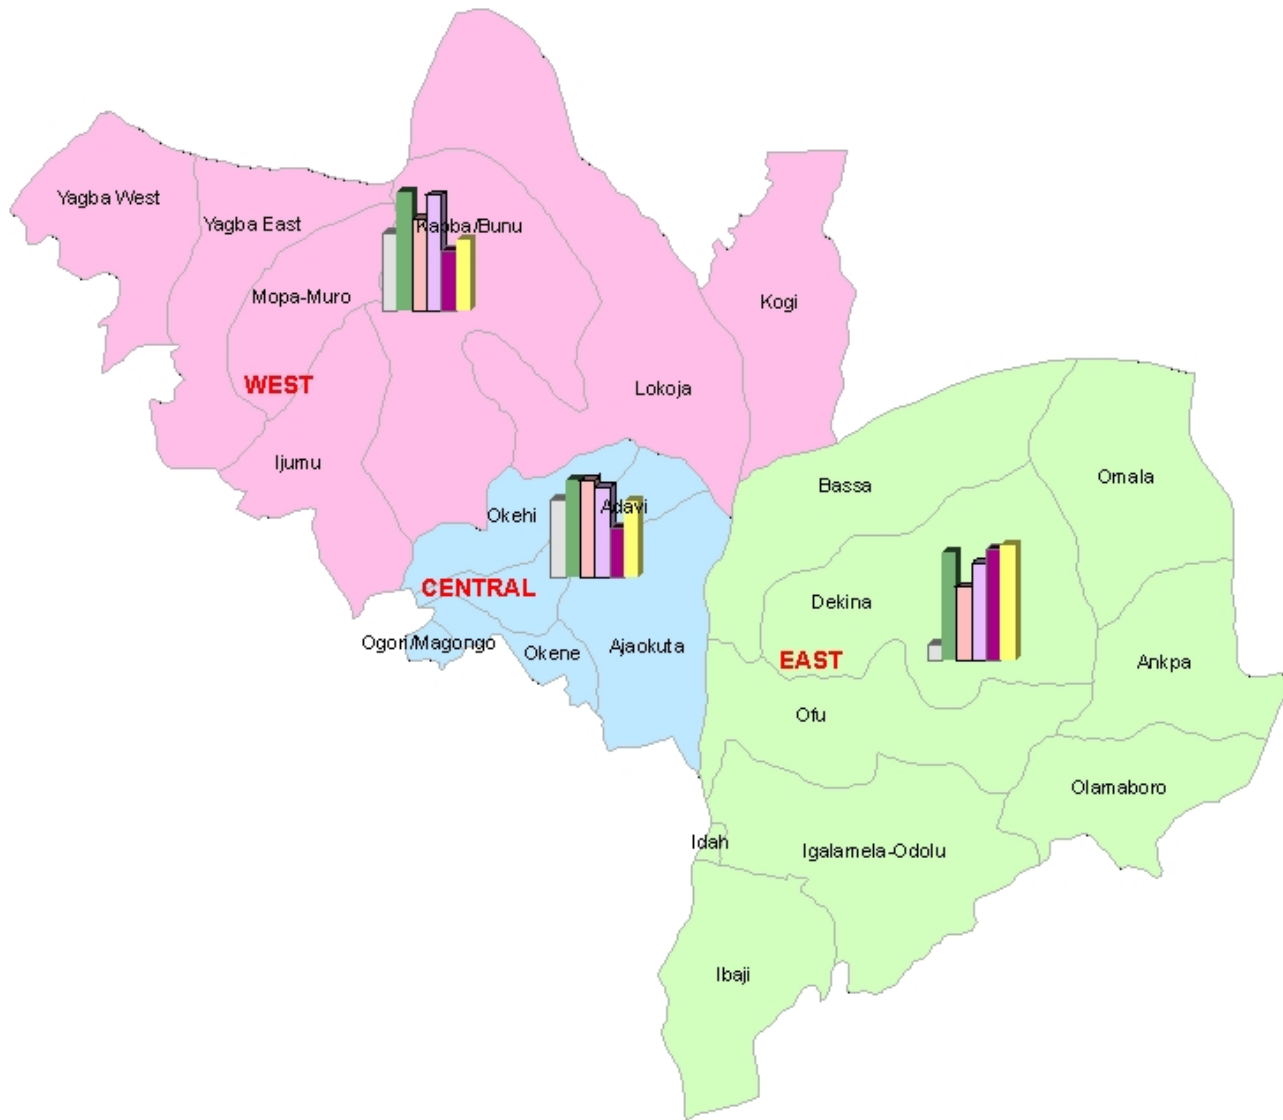 Yagba West
Yagba East
Kabba/Bunu
Mopa-Muro
Kogi
WEST
Lokoja
Ijumu
Omala
Bassa
Adavi
Okehi
CENTRAL
Dekina
Ogori/Magongo
Ajaokuta
Okene
EAST
Ankpa
Ofu
Olamaboro
Idah
Igalamela-Odolu
Ibaji